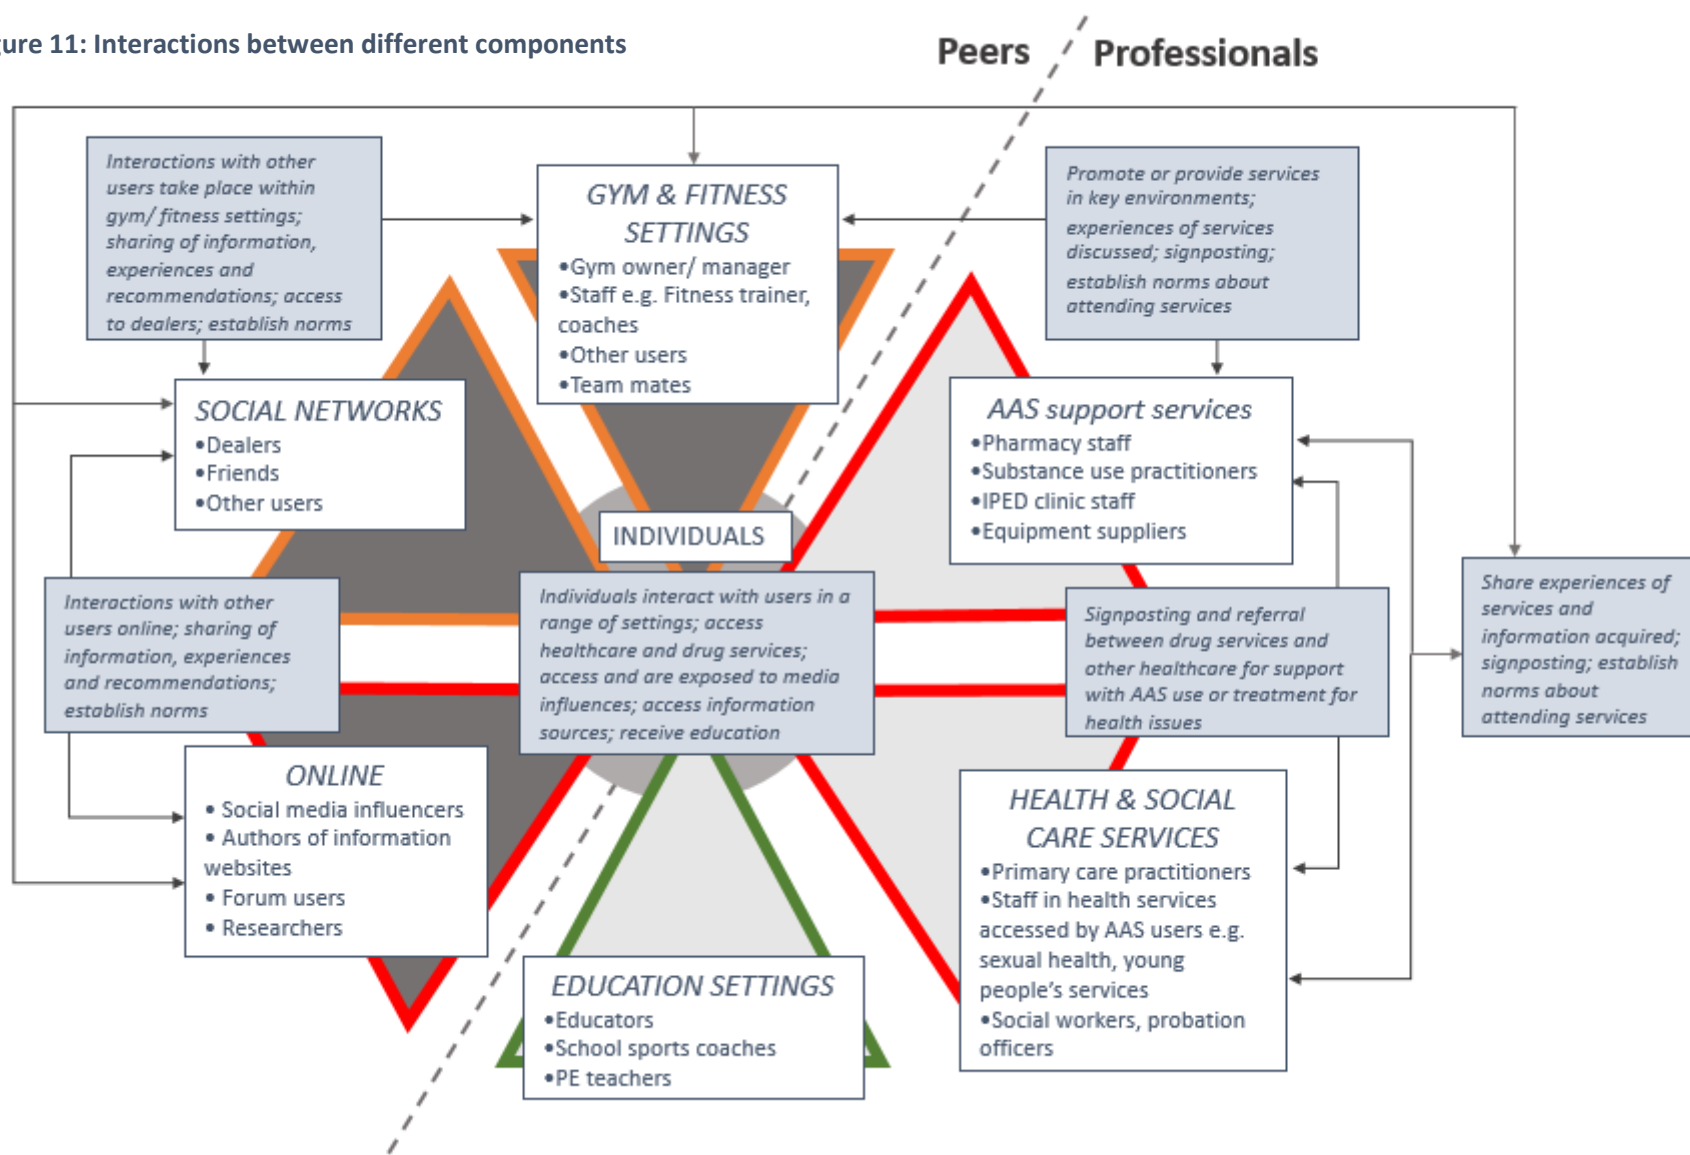 gure 11: Interactions between different components
Peers
Professionals
Interactions with other
users take place within
gym/ fitness settings;
sharing of information,
experiences and
recommendations; access
to dealers; establish norms
GYM & FITNESS
SETTINGS
•Gym owner/ manager
•Staff e.g. Fitness trainer,
coaches
•Other users
•Team mates
Promote or provide services
in key environments;
experiences of services
discussed; signposting;
establish norms about
attending services
SOCIAL NETWORKS
•Dealers
•Friends
•Other users
AAS support services
•Pharmacy staff
•Substance use practitioners
•IPED clinic staff
•Equipment suppliers
INDIVIDUALS
Interactions with other
users online; sharing of
information, experiences
and recommendations;
establish norms
Individuals interact with users in a
range of settings; access
healthcare and drug services;
access and are exposed to media
influences; access information
sources; receive education
Signposting and referral
between drug services and
other healthcare for support
with AAS use or treatment for
health issues
Share experiences of
services and
information acquired;
signposting; establish
norms about
attending services
ONLINE
• Social media influencers
• Authors of information
websites
• Forum users
• Researchers
EDUCATION SETTINGS
•Educators
•School sports coaches
•PE teachers
HEALTH & SOCIAL
CARE SERVICES
•Primary care practitioners
•Staff in health services
accessed by AAS users e.g.
sexual health, young
people's services
•Social workers, probation
officers